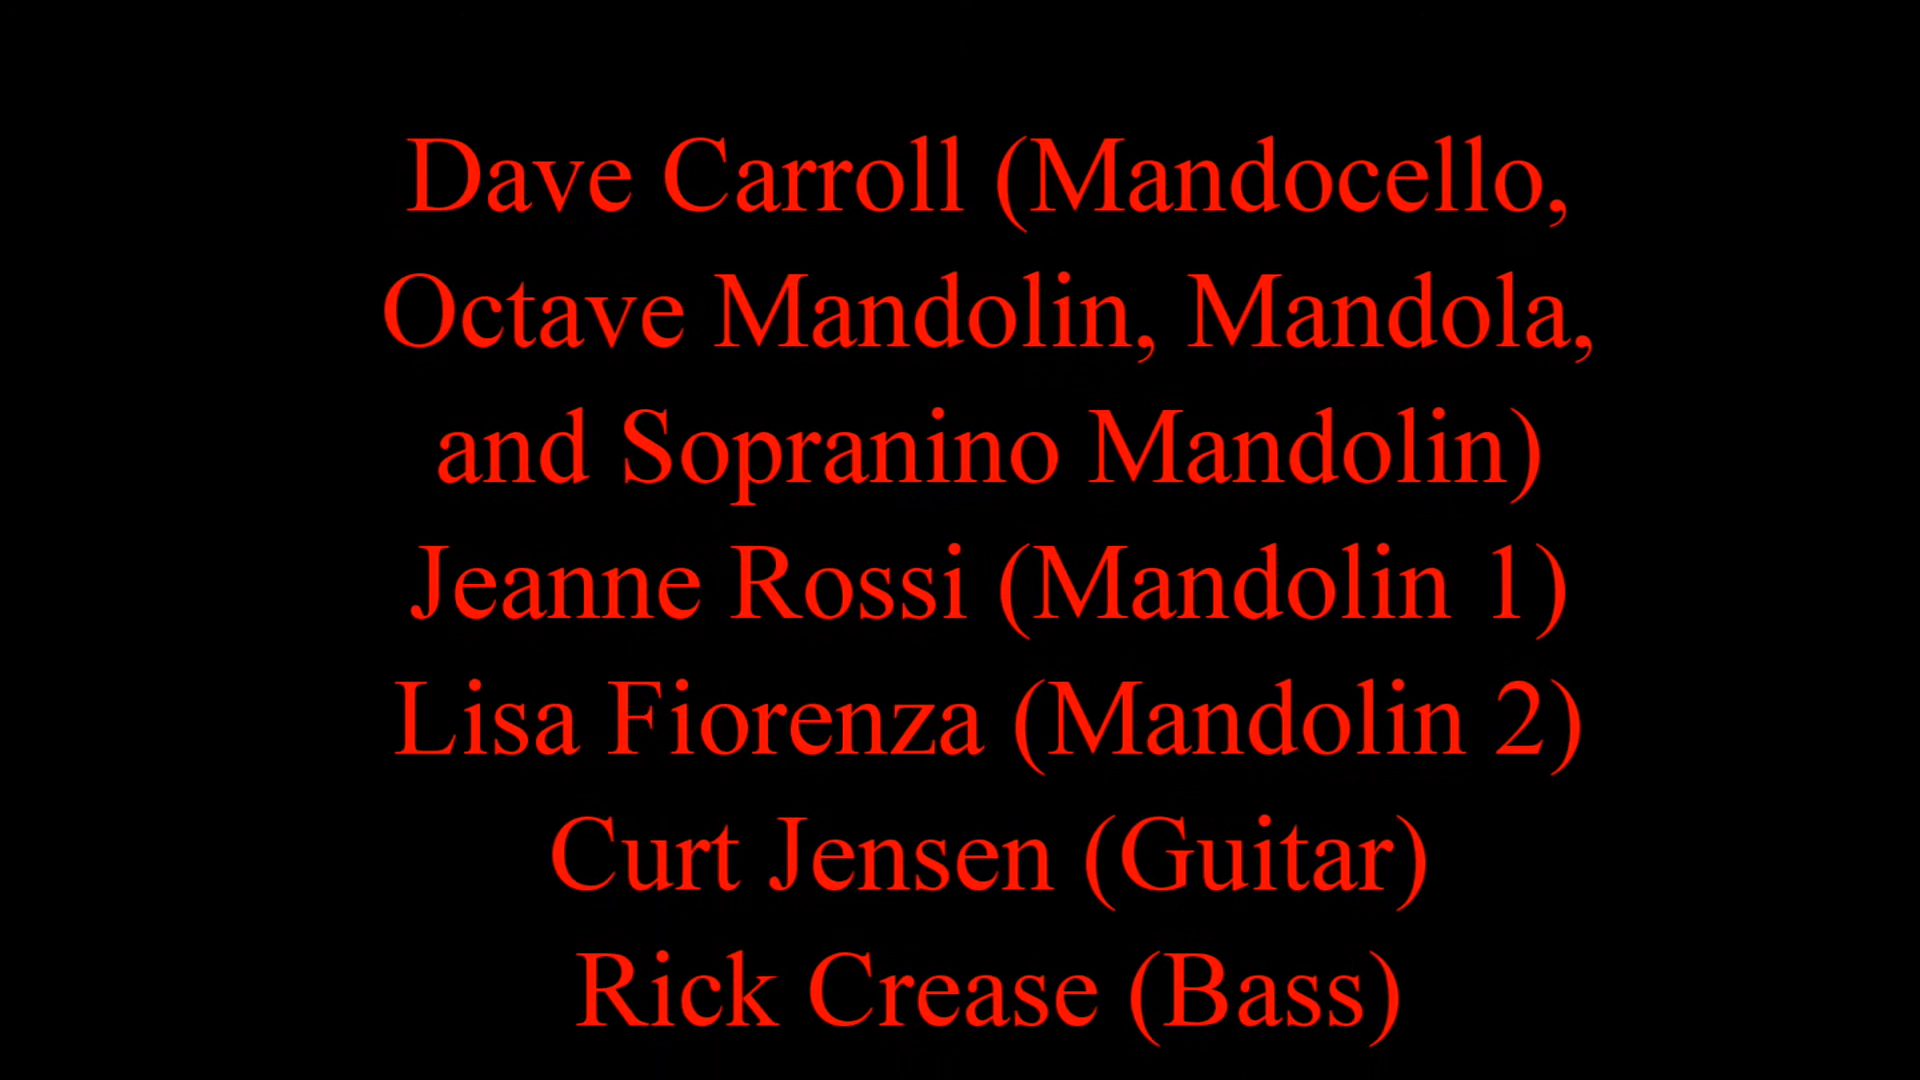 Dave Carroll (Mandocello,
Octave Mandolin, Mandola,
and Sopranino Mandolin)
Jeanne Rossi (Mandolin 1)
Lisa Fiorenza (Mandolin 2)
Curt Jensen (Guitar)
Rick Crease (Bass)